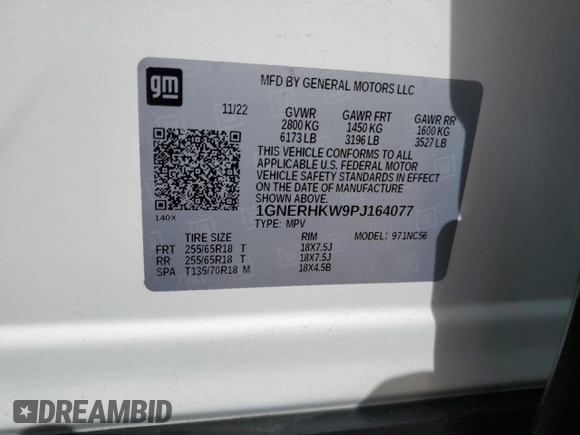 gm
MFD BY GENERAL MOTORS LLC
11/22 GVWR GAWR FRT GAWR RR
2800 KG 1450 KG 1600 KG
6173 LB 3196 LB 3527 LB
THIS VEHICLE CONFORMS TO ALL
APPLICABLE U.S. FEDERAL MOTOR
VEHICLE SAFETY STANDARDS IN EFFECT
ON THE DATE OF MANUFACTURE
SHOWN ABOVE.
140X
1GNERHKW9PJ164077
TYPE: MPV MODEL: 971NC56
TIRE SIZE RIM
FRT 255/65R18 T 18X7.5J
RR 255/65R18 T 18X7.5J
SPA T135/70R18 M 18X4.5B
DREAMBID